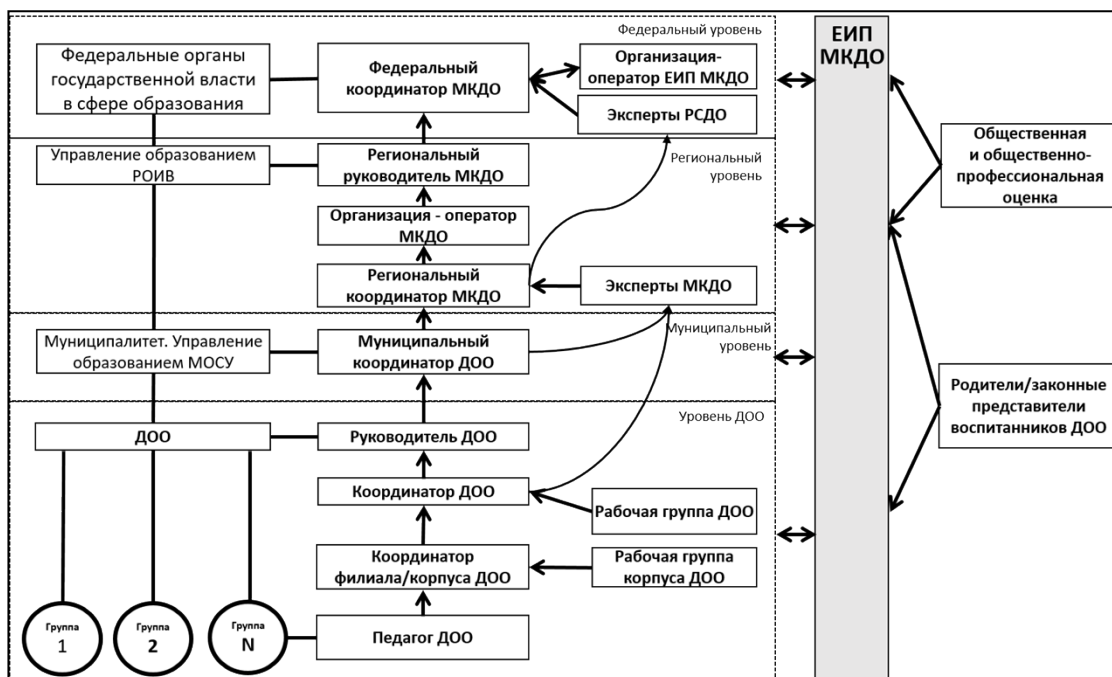 Федеральный уровень
Федеральные органы
государственной власти
в сфере образования
Федеральный
координатор МКДО
Организация-
оператор ЕИП МКДО
Эксперты РСДО
Управление образованием
РОИВ
Региональный
руководитель МКДО
Региональный
уровень
Организация - оператор
МКДО
Региональный
координатор МКДО
Эксперты МКДО
Муниципалитет. Управление
образованием МОСУ
Муниципальный
координатор ДОО
Муниципальный
уровень
Уровень ДОО
ДОО
Руководитель ДОО
Координатор ДОО
Рабочая группа ДОО
Координатор
филиала/корпуса ДОО
Рабочая группа
корпуса ДОО
Группа
1
Группа
2
Группа
N
Педагог ДОО
ЕИП
МКДО
Общественная
и общественно-
профессиональная
оценка
Родители/законные
представители
воспитанников ДОО